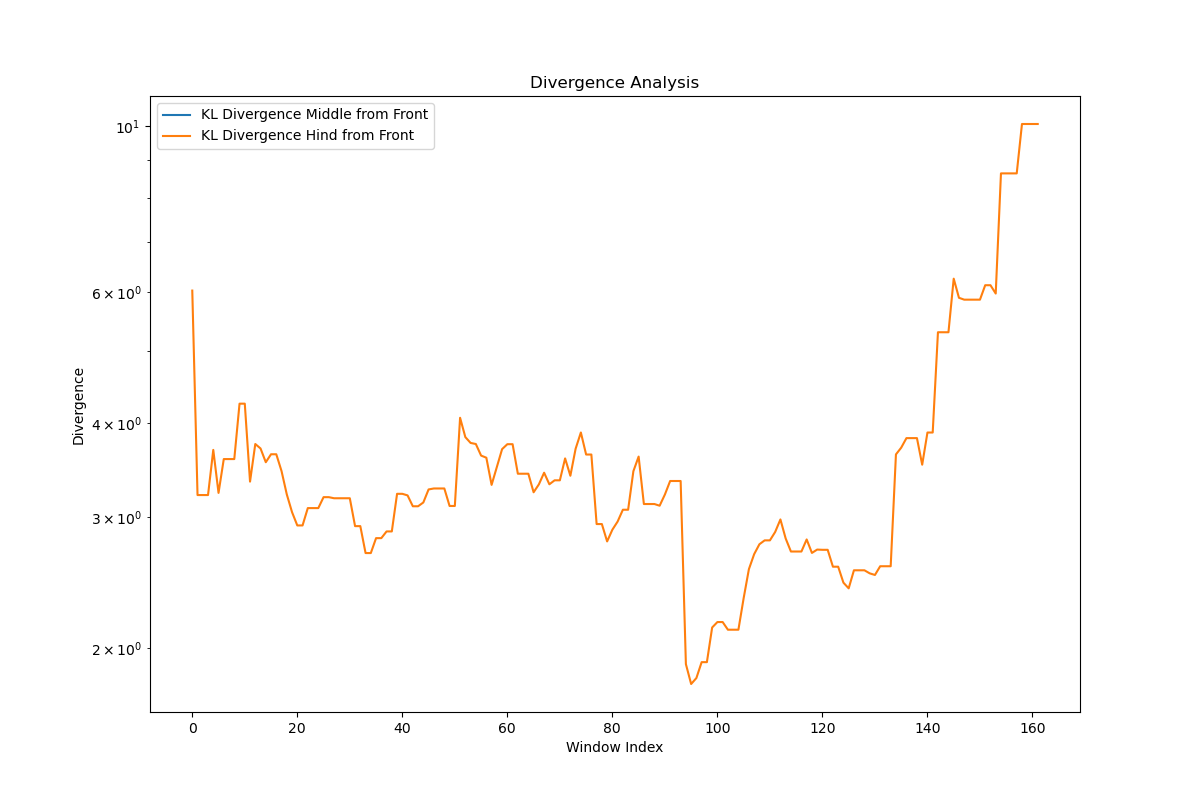 Divergence Analysis
KL Divergence Middle from Front
KL Divergence Hind from Front
10¹
6 × 10⁰
4 × 10⁰
3 × 10⁰
2 × 10⁰
Divergence
0 20 40 60 80 100 120 140 160
Window Index